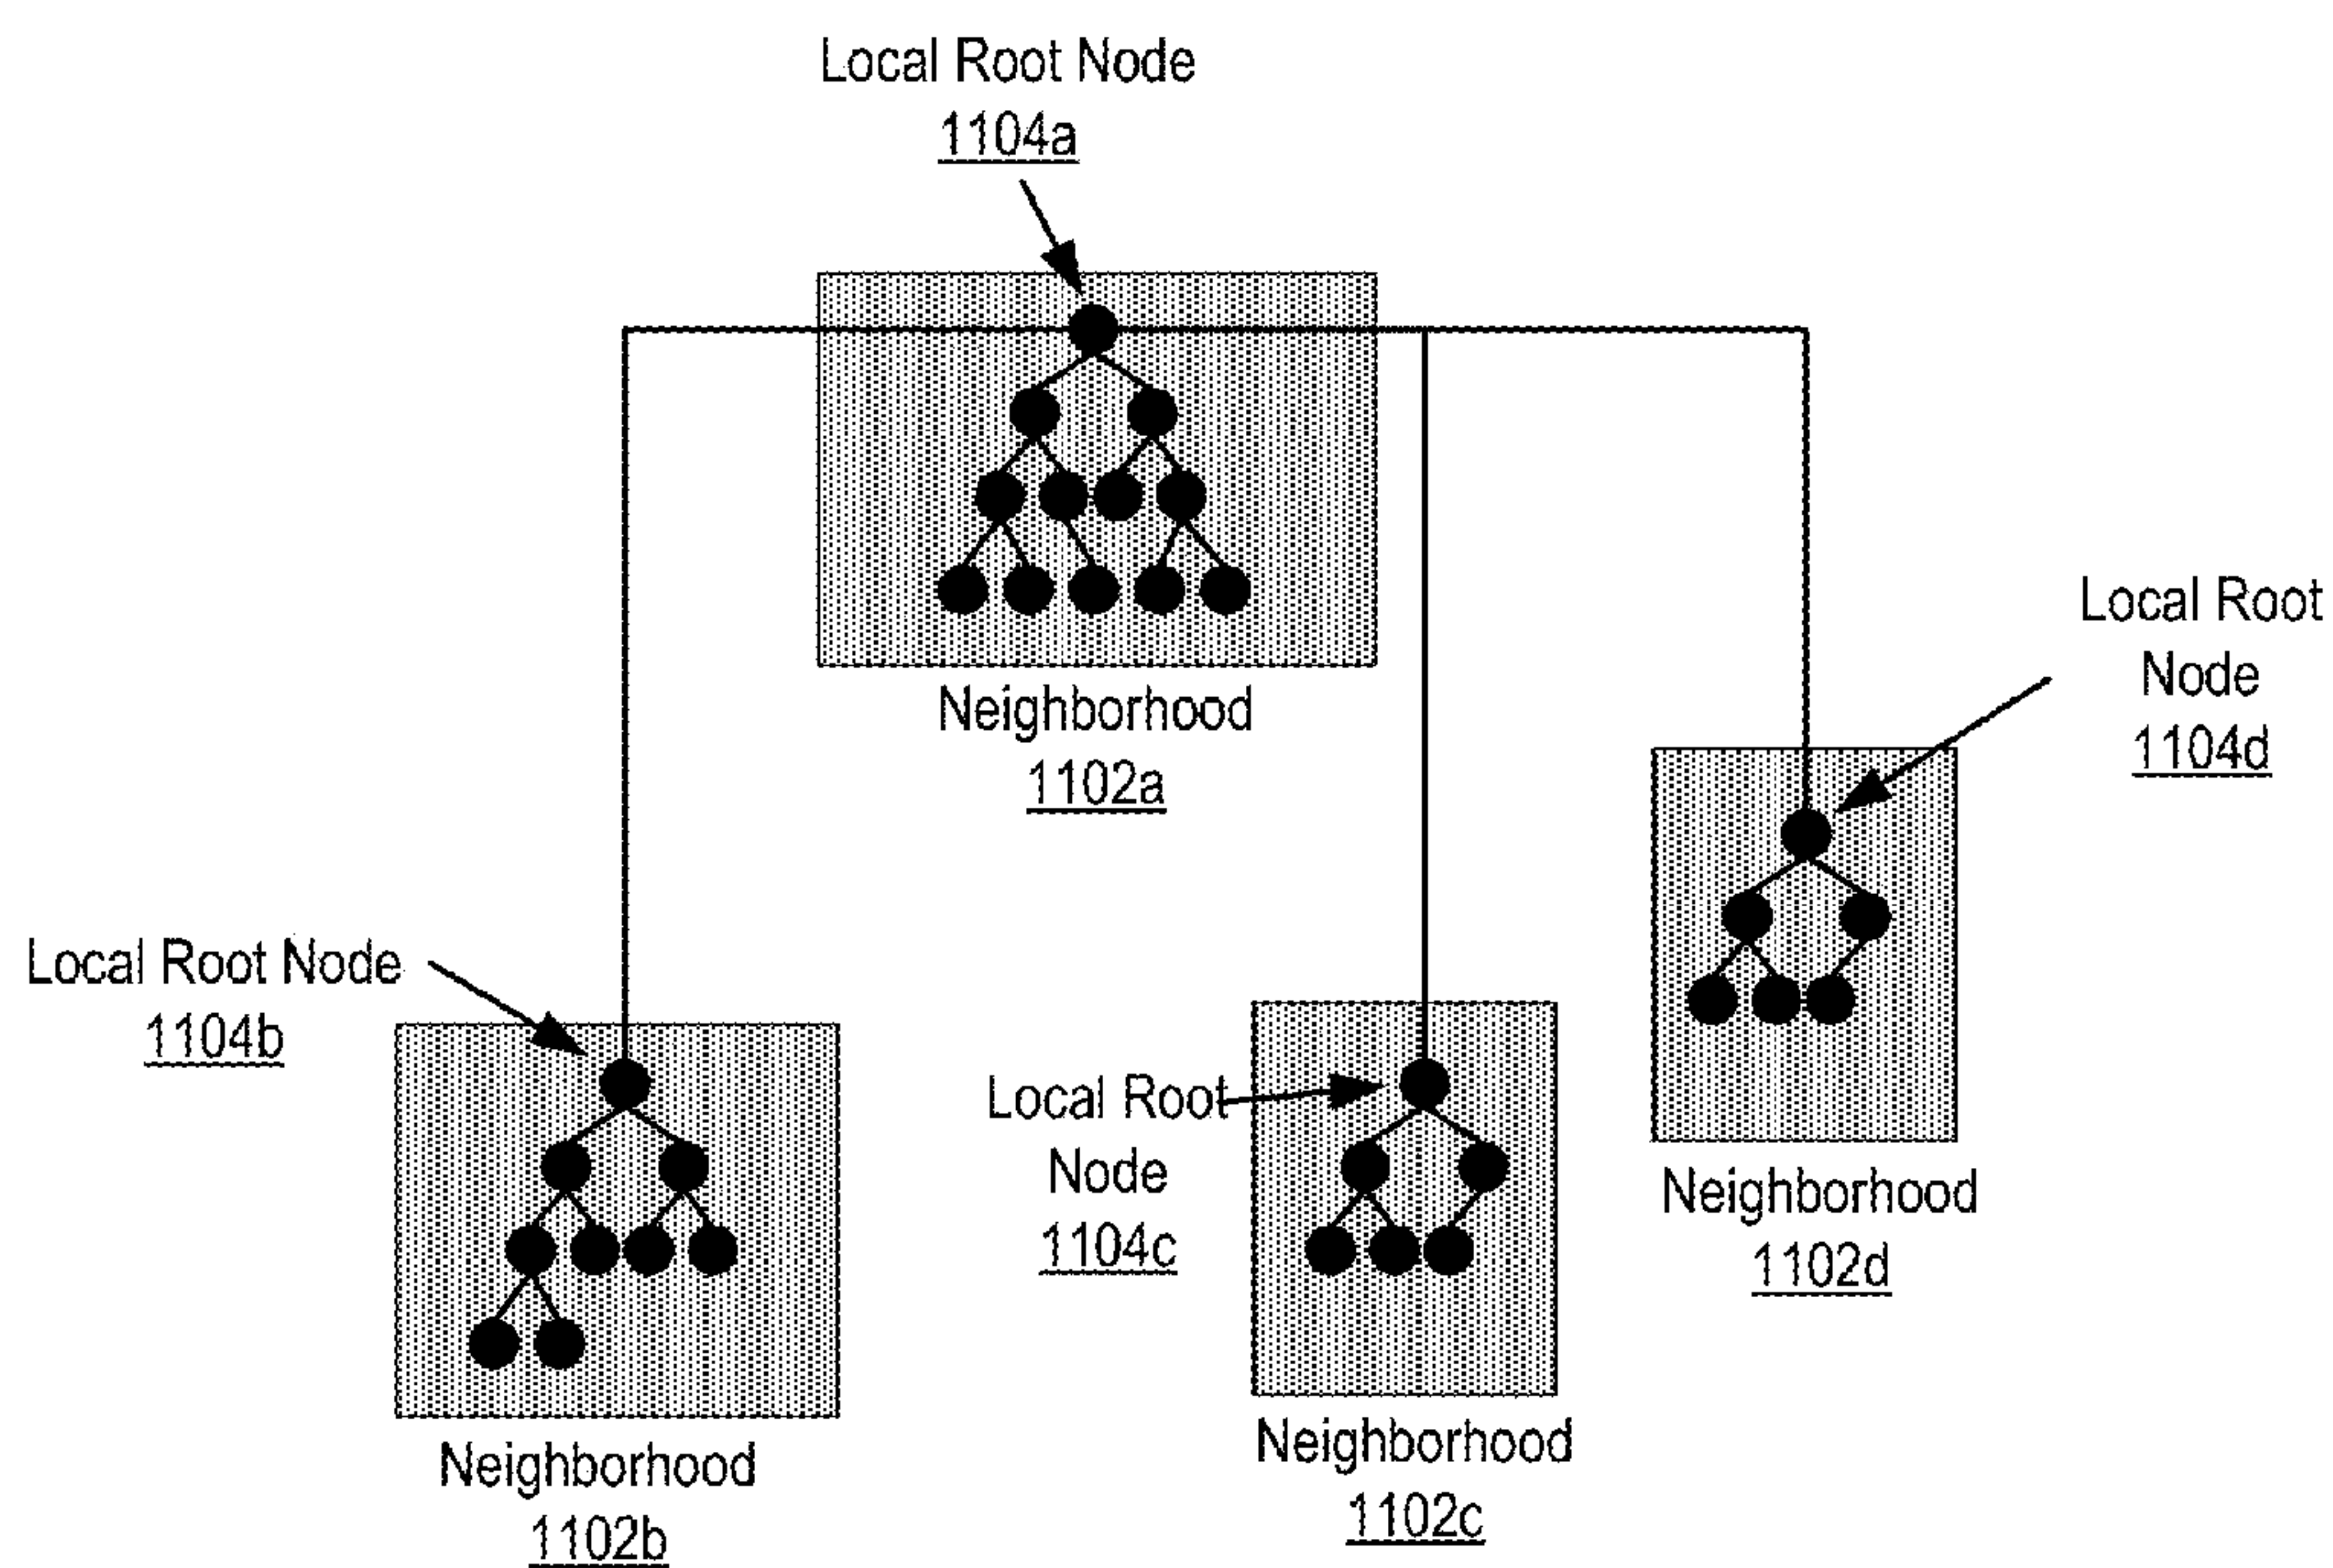 Local Root Node
1104a
Neighborhood
1102a
Local Root
Node
1104d
Local Root Node
1104b
Local Root
Node
1104c
Neighborhood
1102d
Neighborhood
1102b
Neighborhood
1102c